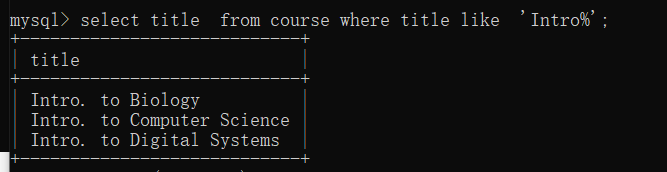 mysql> select title  from course where title like  'Intro%';
+----------------------------+
| title                      |
+----------------------------+
| Intro. to Biology          |
| Intro. to Computer Science |
| Intro. to Digital Systems  |
+----------------------------+